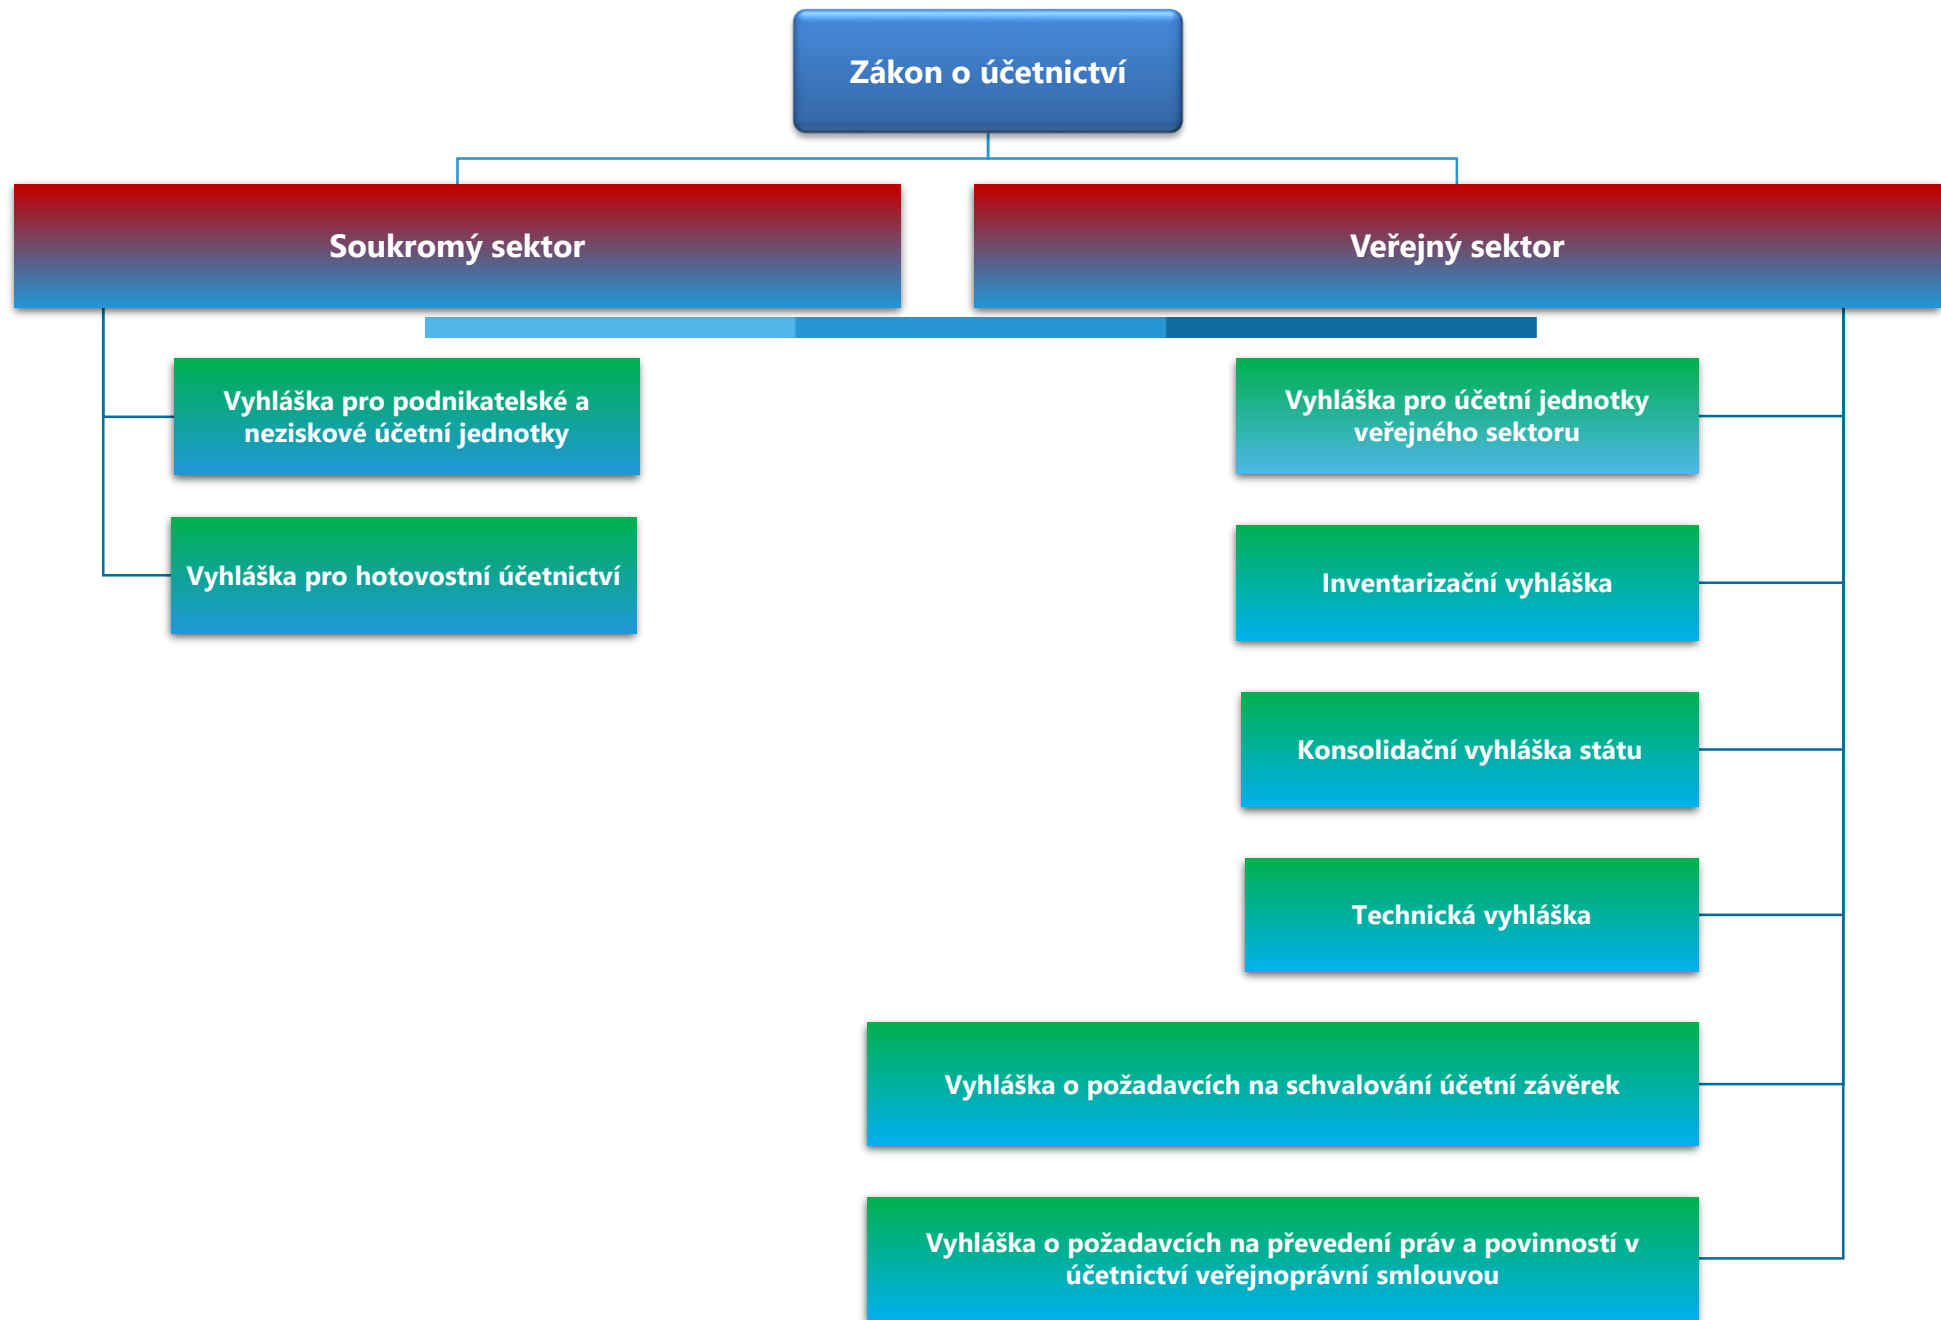 Zákon o účetnictví
Soukromý sektor
Veřejný sektor
Vyhláška pro podnikatelské a
neziskové účetní jednotky
Vyhláška pro hotovostní účetnictví
Vyhláška pro účetní jednotky
veřejného sektoru
Inventarizační vyhláška
Konsolidační vyhláška státu
Technická vyhláška
Vyhláška o požadavcích na schvalování účetní závěrek
Vyhláška o požadavcích na převedení práv a povinností v
účetnictví veřejnoprávní smlouvou